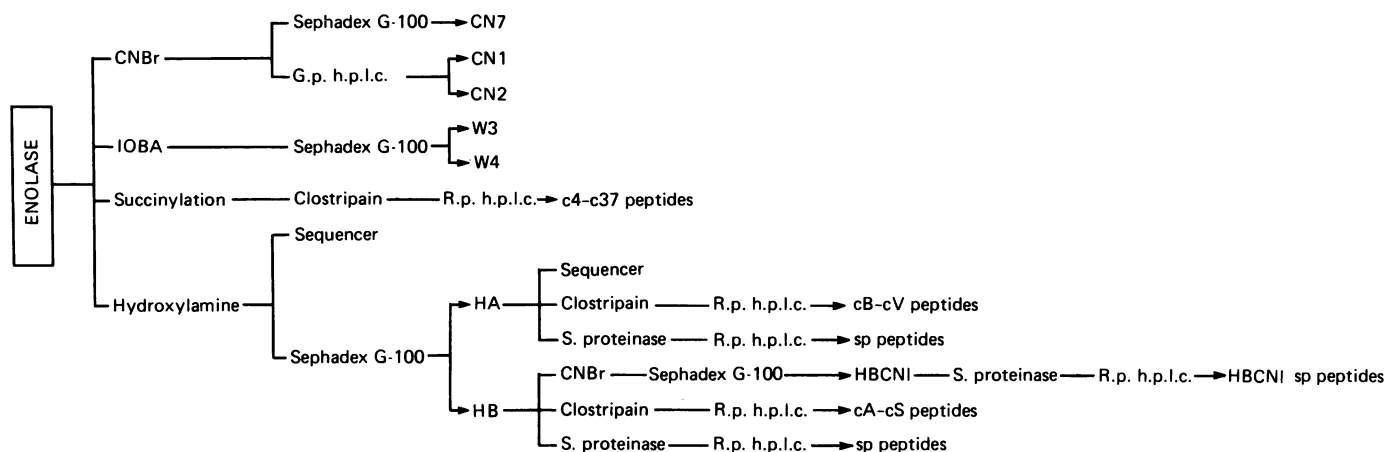 Sephadex G-100 CN7
CNBr
CN1
G.p. h.p.l.c.
CN2
W3
IOBA Sephadex G-100
W4
ENOLASE
Succinylation Clostripain R.p. h.p.l.c. c4-c37 peptides
Sequencer
Sequencer
Hydroxylamine HA Clostripain R.p. h.p.l.c. cB-cV peptides
S. proteinase R.p. h.p.l.c. sp peptides
Sephadex G-100
CNBr Sephadex G-100 HBCNI S. proteinase R.p. h.p.l.c. HBCNI sp peptides
HB Clostripain R.p. h.p.l.c. cA-cS peptides
S. proteinase R.p. h.p.l.c. sp peptides